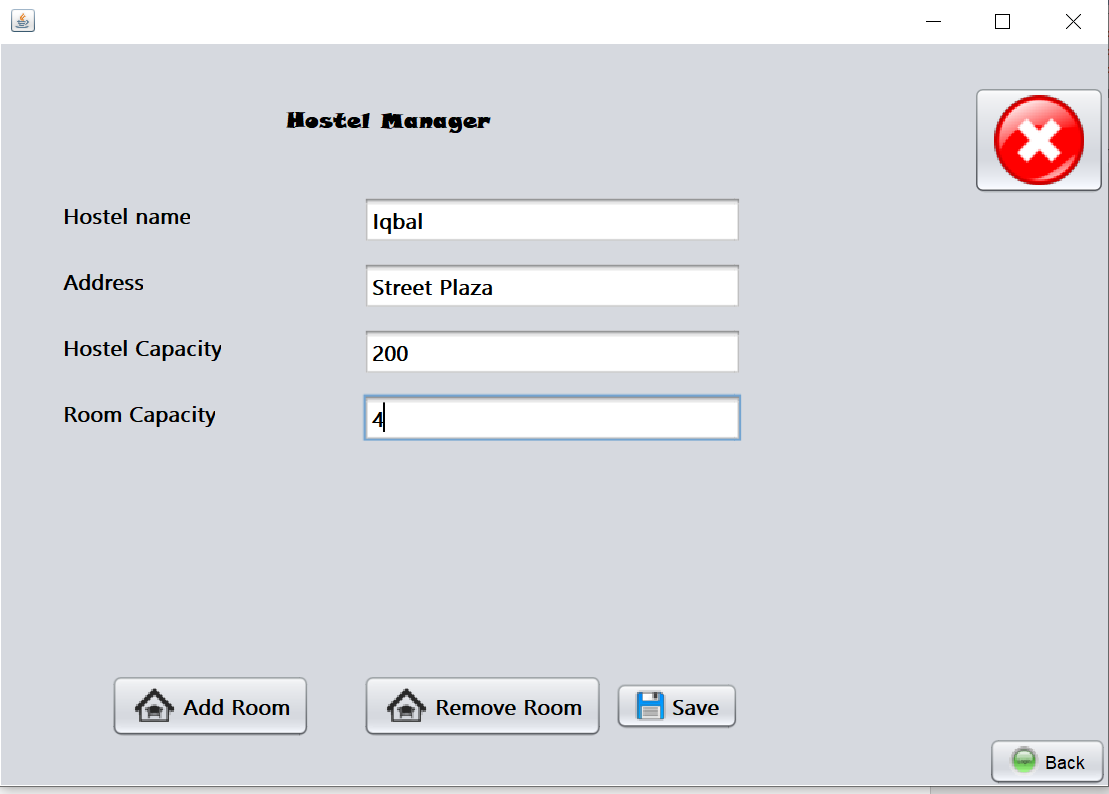 Hostel Manager
Hostel name
Iqbal
Address
Street Plaza
Hostel Capacity
200
Room Capacity
4
Add Room
Remove Room
Save
Back